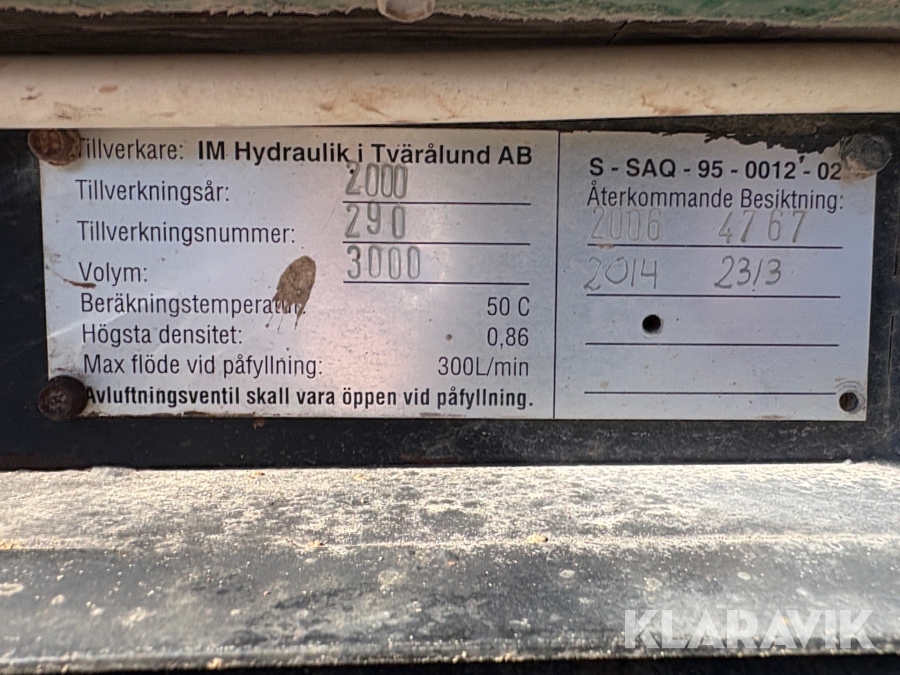 Tillverkare: IM Hydraulik i Tvärålund AB
Tillverkningsår: 2000
Tillverkningsnummer: 290
Volym: 3000
Beräkningstemperatur: 50 C
Högsta densitet: 0,86
Max flöde vid påfyllning: 300L/min
Avluftningsventil skall vara öppen vid påfyllning.
S - SAQ - 95 - 0012 - 02
Återkommande Besiktning:
2006 4767
2014 2313
KLARAVIK